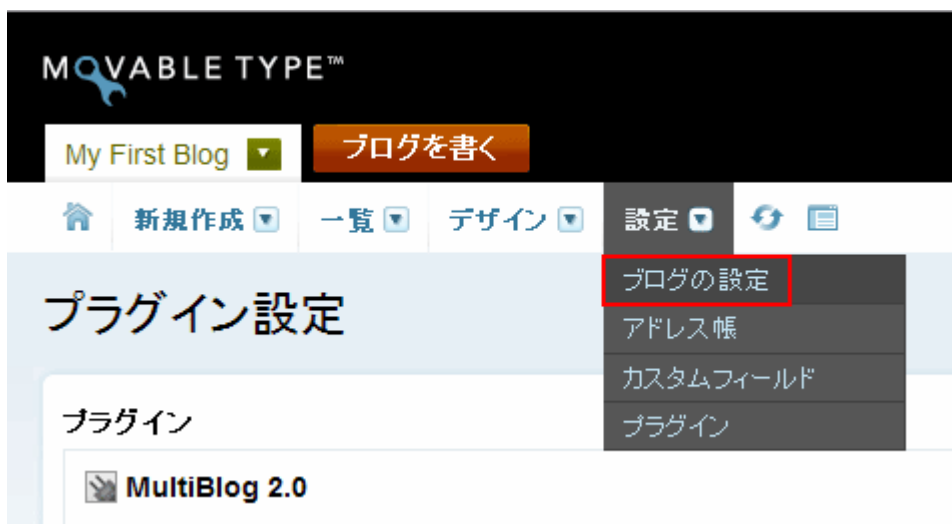 MOVABLE TYPE™
My First Blog ブログを書く
新規作成 一覧 デザイン 設定
ブログの設定
アドレス帳
カスタムフィールド
プラグイン
プラグイン設定
プラグイン
MultiBlog 2.0